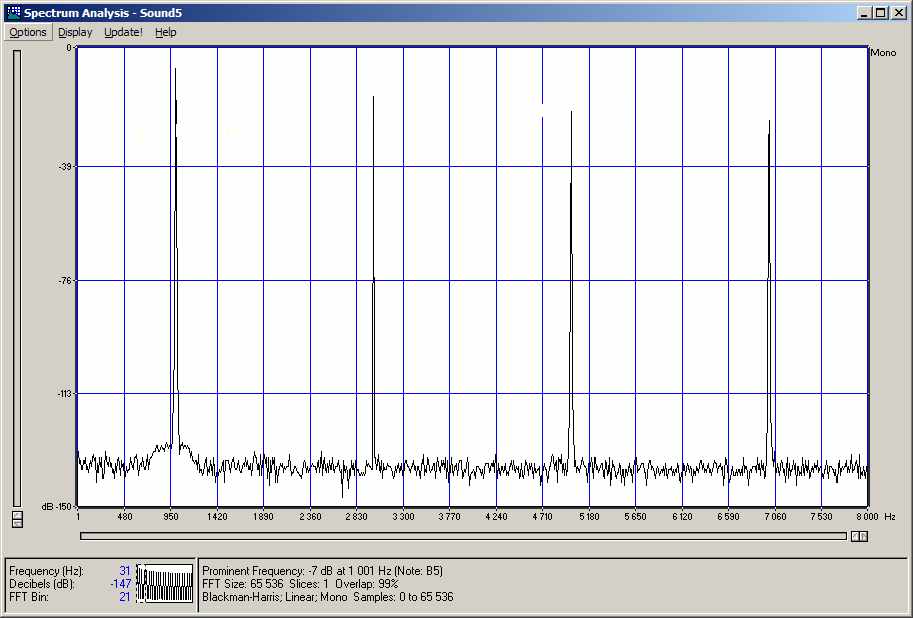 Spectrum Analysis - Sound5
Options Display Update! Help
0
Mono
-39
-76
-113
dB -150
1 480 950 1 420 1 890 2 360 2 830 3 300 3 770 4 240 4 710 5 180 5 650 6 120 6 590 7 060 7 530 8 000 Hz
Frequency (Hz): 31
Decibels (dB): -147
FFT Bin: 21
Prominent Frequency: -7 dB at 1 001 Hz (Note: B5)
FFT Size: 65 536 Slices: 1 Overlap: 99%
Blackman-Harris; Linear; Mono Samples: 0 to 65 536